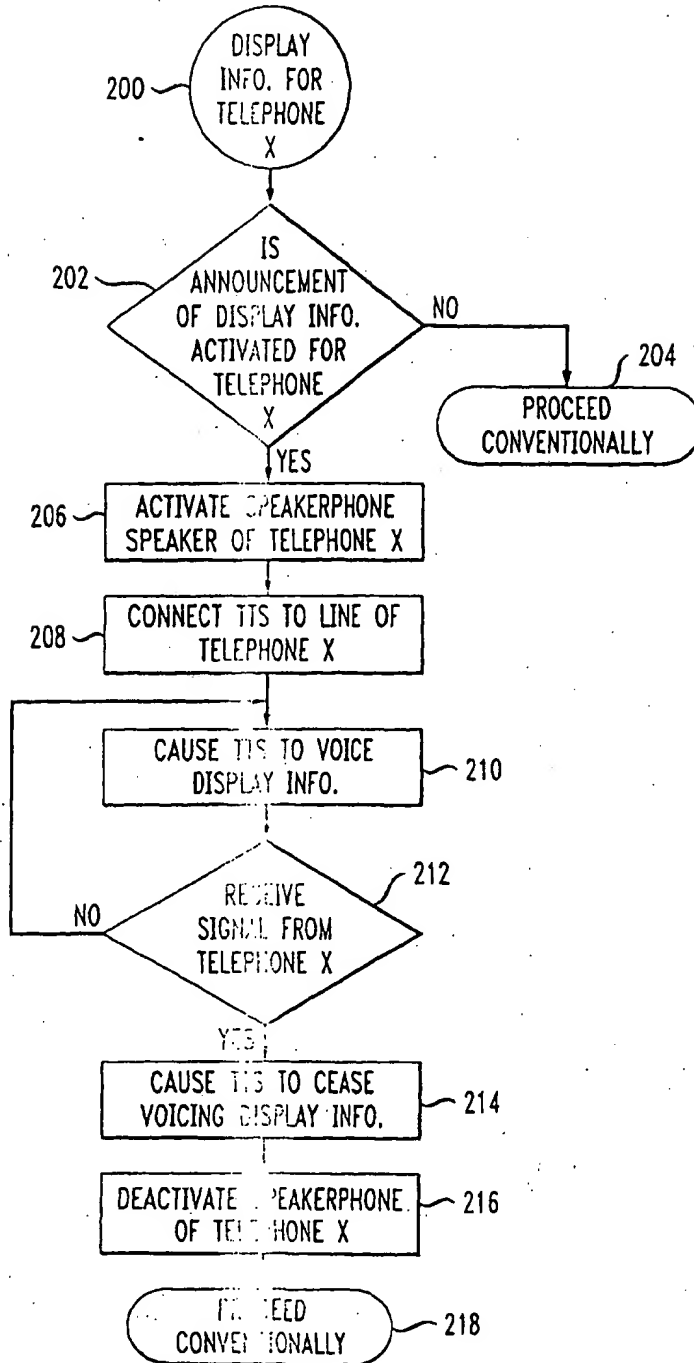 DISPLAY
INFO. FOR
TELEPHONE
X
200
IS
ANNOUNCEMENT
OF DISPLAY INFO.
ACTIVATED FOR
TELEPHONE
X
202
NO
204
PROCEED
CONVENTIONALLY
YES
206
ACTIVATE SPEAKERPHONE
SPEAKER OF TELEPHONE X
208
CONNECT TTS TO LINE OF
TELEPHONE X
CAUSE TTS TO VOICE
DISPLAY INFO.
210
212
RECEIVE
SIGNAL FROM
TELEPHONE X
NO
YES
CAUSE TTS TO CEASE
VOICING DISPLAY INFO.
214
DEACTIVATE SPEAKERPHONE
OF TELEPHONE X
216
PROCEED
CONVENTIONALLY
218